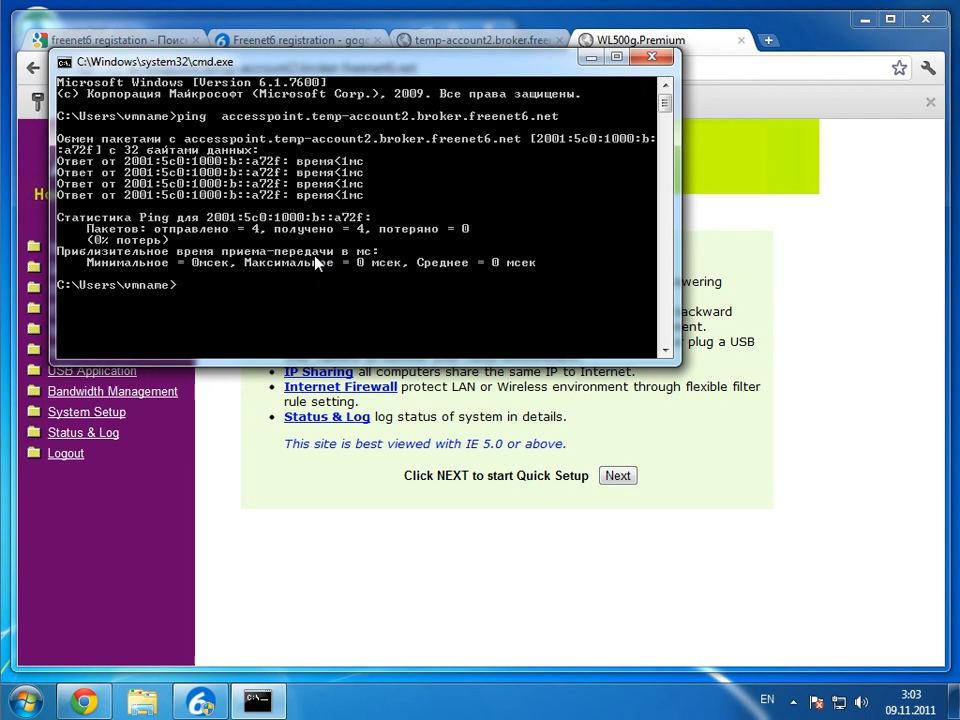 freenet6 registation - Поис
Freenet6 registration - gogo
temp-account2.broker.free
WL500g.Premium
C:\Windows\system32\cmd.exe
Microsoft Windows [Version 6.1.7600]
(c) Корпорация Майкрософт (Microsoft Corp.), 2009. Все права защищены.
C:\Users\vmname>ping  accesspoint.temp-account2.broker.freenet6.net
Обмен пакетами с accesspoint.temp-account2.broker.freenet6.net [2001:5c0:1000:b:
:a72f] с 32 байтами данных:
Ответ от 2001:5c0:1000:b::a72f: время<1мс
Ответ от 2001:5c0:1000:b::a72f: время<1мс
Ответ от 2001:5c0:1000:b::a72f: время<1мс
Ответ от 2001:5c0:1000:b::a72f: время<1мс
Статистика Ping для 2001:5c0:1000:b::a72f:
Пакетов: отправлено = 4, получено = 4, потеряно = 0
(0% потерь)
Приблизительное время приема-передачи в мс:
Минимальное = 0мсек, Максимальное = 0 мсек, Среднее = 0 мсек
C:\Users\vmname>
wering
ackward
ent.
plug a USB
USB Application
Bandwidth Management
System Setup
Status & Log
Logout
IP Sharing all computers share the same IP to Internet.
Internet Firewall protect LAN or Wireless environment through flexible filter
rule setting.
Status & Log log status of system in details.
This site is best viewed with IE 5.0 or above.
Click NEXT to start Quick Setup Next
EN
3:03
09.11.2011